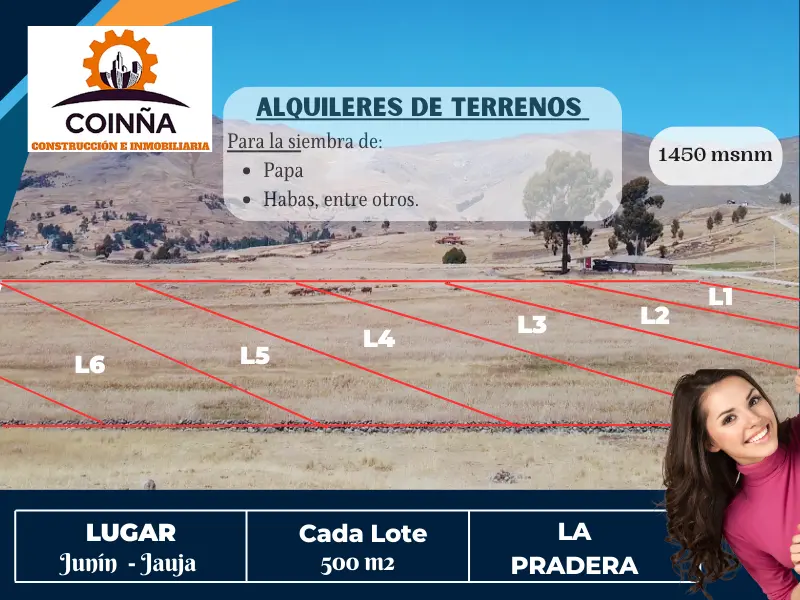 COINÑA
CONSTRUCCIÓN E INMOBILIARIA
ALQUILERES DE TERRENOS
Para la siembra de:
• Papa
• Habas, entre otros.
1450 msnm
L1
L2
L3
L4
L5
L6
LUGAR
Junín - Jauja
Cada Lote
500 m2
LA
PRADERA